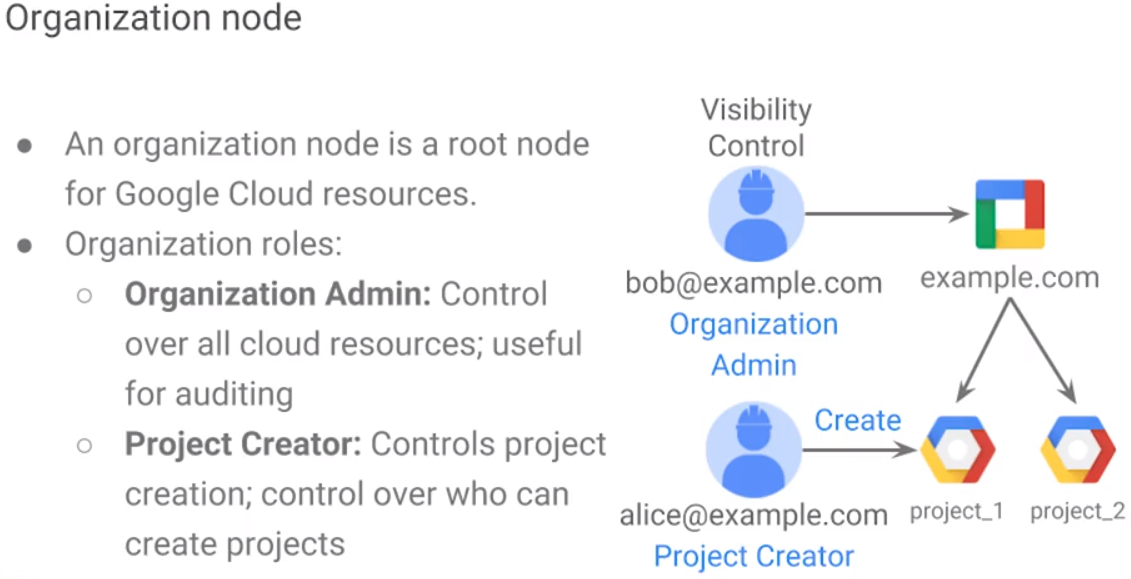 Organization node
● An organization node is a root node
for Google Cloud resources.
● Organization roles:
○ Organization Admin: Control
over all cloud resources; useful
for auditing
○ Project Creator: Controls project
creation; control over who can
create projects
Visibility
Control
bob@example.com
Organization
Admin
example.com
Create
alice@example.com
Project Creator
project_1
project_2